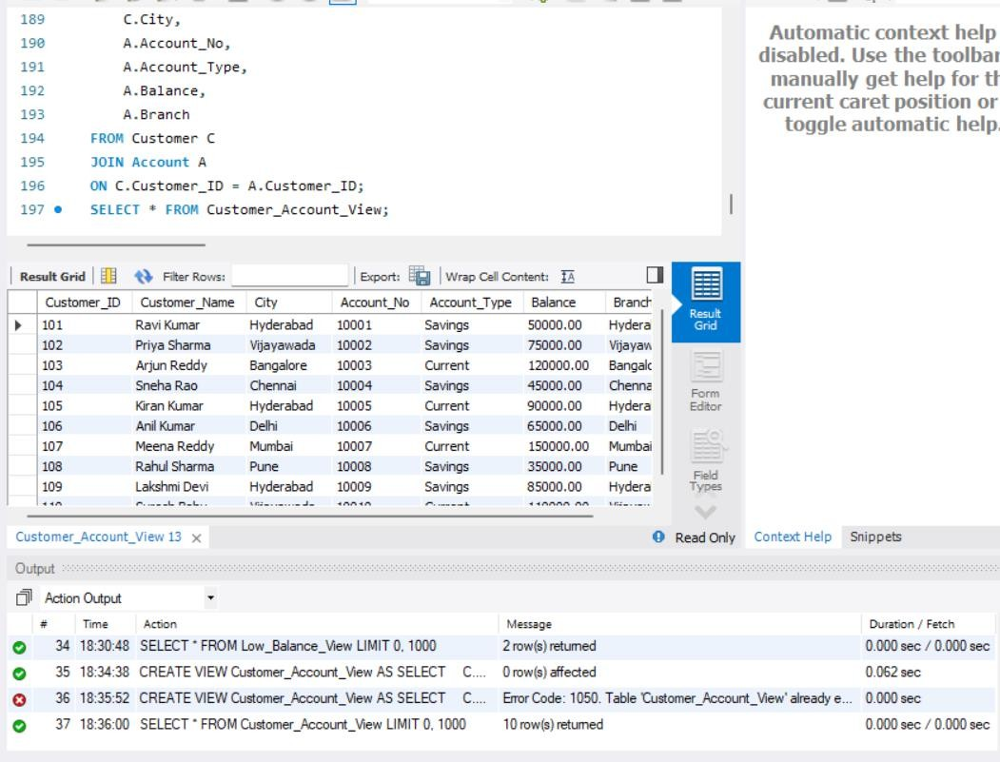 189 C.City,
190 A.Account_No,
191 A.Account_Type,
192 A.Balance,
193 A.Branch
194 FROM Customer C
195 JOIN Account A
196 ON C.Customer_ID = A.Customer_ID;
197 SELECT * FROM Customer_Account_View;
Automatic context help
disabled. Use the toolbar
manually get help for
current caret position or
toggle automatic help.
Result Grid Filter Rows: Export: Wrap Cell Content:
Customer_ID Customer_Name City Account_No Account_Type Balance Branch
101 Ravi Kumar Hyderabad 10001 Savings 50000.00 Hydera
102 Priya Sharma Vijayawada 10002 Savings 75000.00 Vijayaw
103 Arjun Reddy Bangalore 10003 Current 120000.00 Bangalo
104 Sneha Rao Chennai 10004 Savings 45000.00 Chenna
105 Kiran Kumar Hyderabad 10005 Current 90000.00 Hydera
106 Anil Kumar Delhi 10006 Savings 65000.00 Delhi
107 Meena Reddy Mumbai 10007 Current 150000.00 Mumbai
108 Rahul Sharma Pune 10008 Savings 35000.00 Pune
109 Lakshmi Devi Hyderabad 10009 Savings 85000.00 Hydera
Result
Grid
Form
Editor
Field
Types
Customer_Account_View 13
Read Only
Context Help Snippets
Output
Action Output
# Time Action Message Duration / Fetch
34 18:30:48 SELECT * FROM Low_Balance_View LIMIT 0, 1000 2 row(s) returned 0.000 sec / 0.000 sec
35 18:34:38 CREATE VIEW Customer_Account_View AS SELECT C.... 0 row(s) affected 0.062 sec
36 18:35:52 CREATE VIEW Customer_Account_View AS SELECT C.... Error Code: 1050. Table 'Customer_Account_View' already e... 0.000 sec
37 18:36:00 SELECT * FROM Customer_Account_View LIMIT 0, 1000 10 row(s) returned 0.000 sec / 0.000 sec